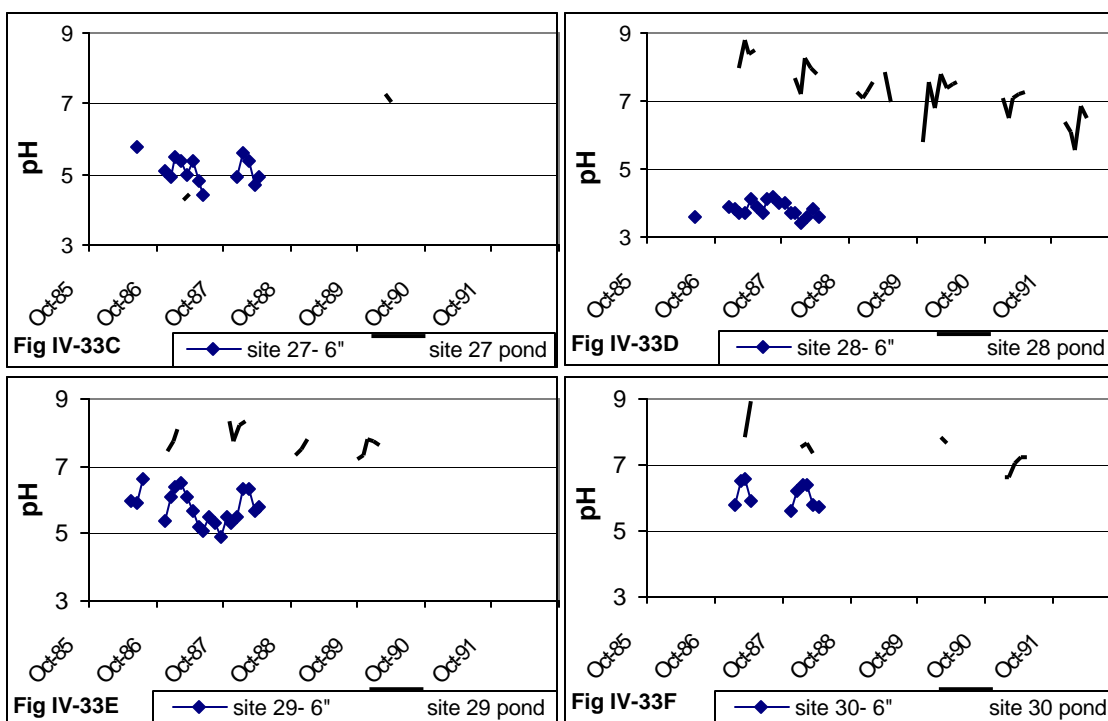 9
7
5
3
pH
Oct-85
Oct-86
Oct-87
Oct-88
Oct-89
Oct-90
Oct-91
Fig IV-33C
site 27- 6" site 27 pond
9
7
5
3
pH
Oct-85
Oct-86
Oct-87
Oct-88
Oct-89
Oct-90
Oct-91
Fig IV-33D
site 28- 6" site 28 pond
9
7
5
3
pH
Oct-85
Oct-86
Oct-87
Oct-88
Oct-89
Oct-90
Oct-91
Fig IV-33E
site 29- 6" site 29 pond
9
7
5
3
pH
Oct-85
Oct-86
Oct-87
Oct-88
Oct-89
Oct-90
Oct-91
Fig IV-33F
site 30- 6" site 30 pond